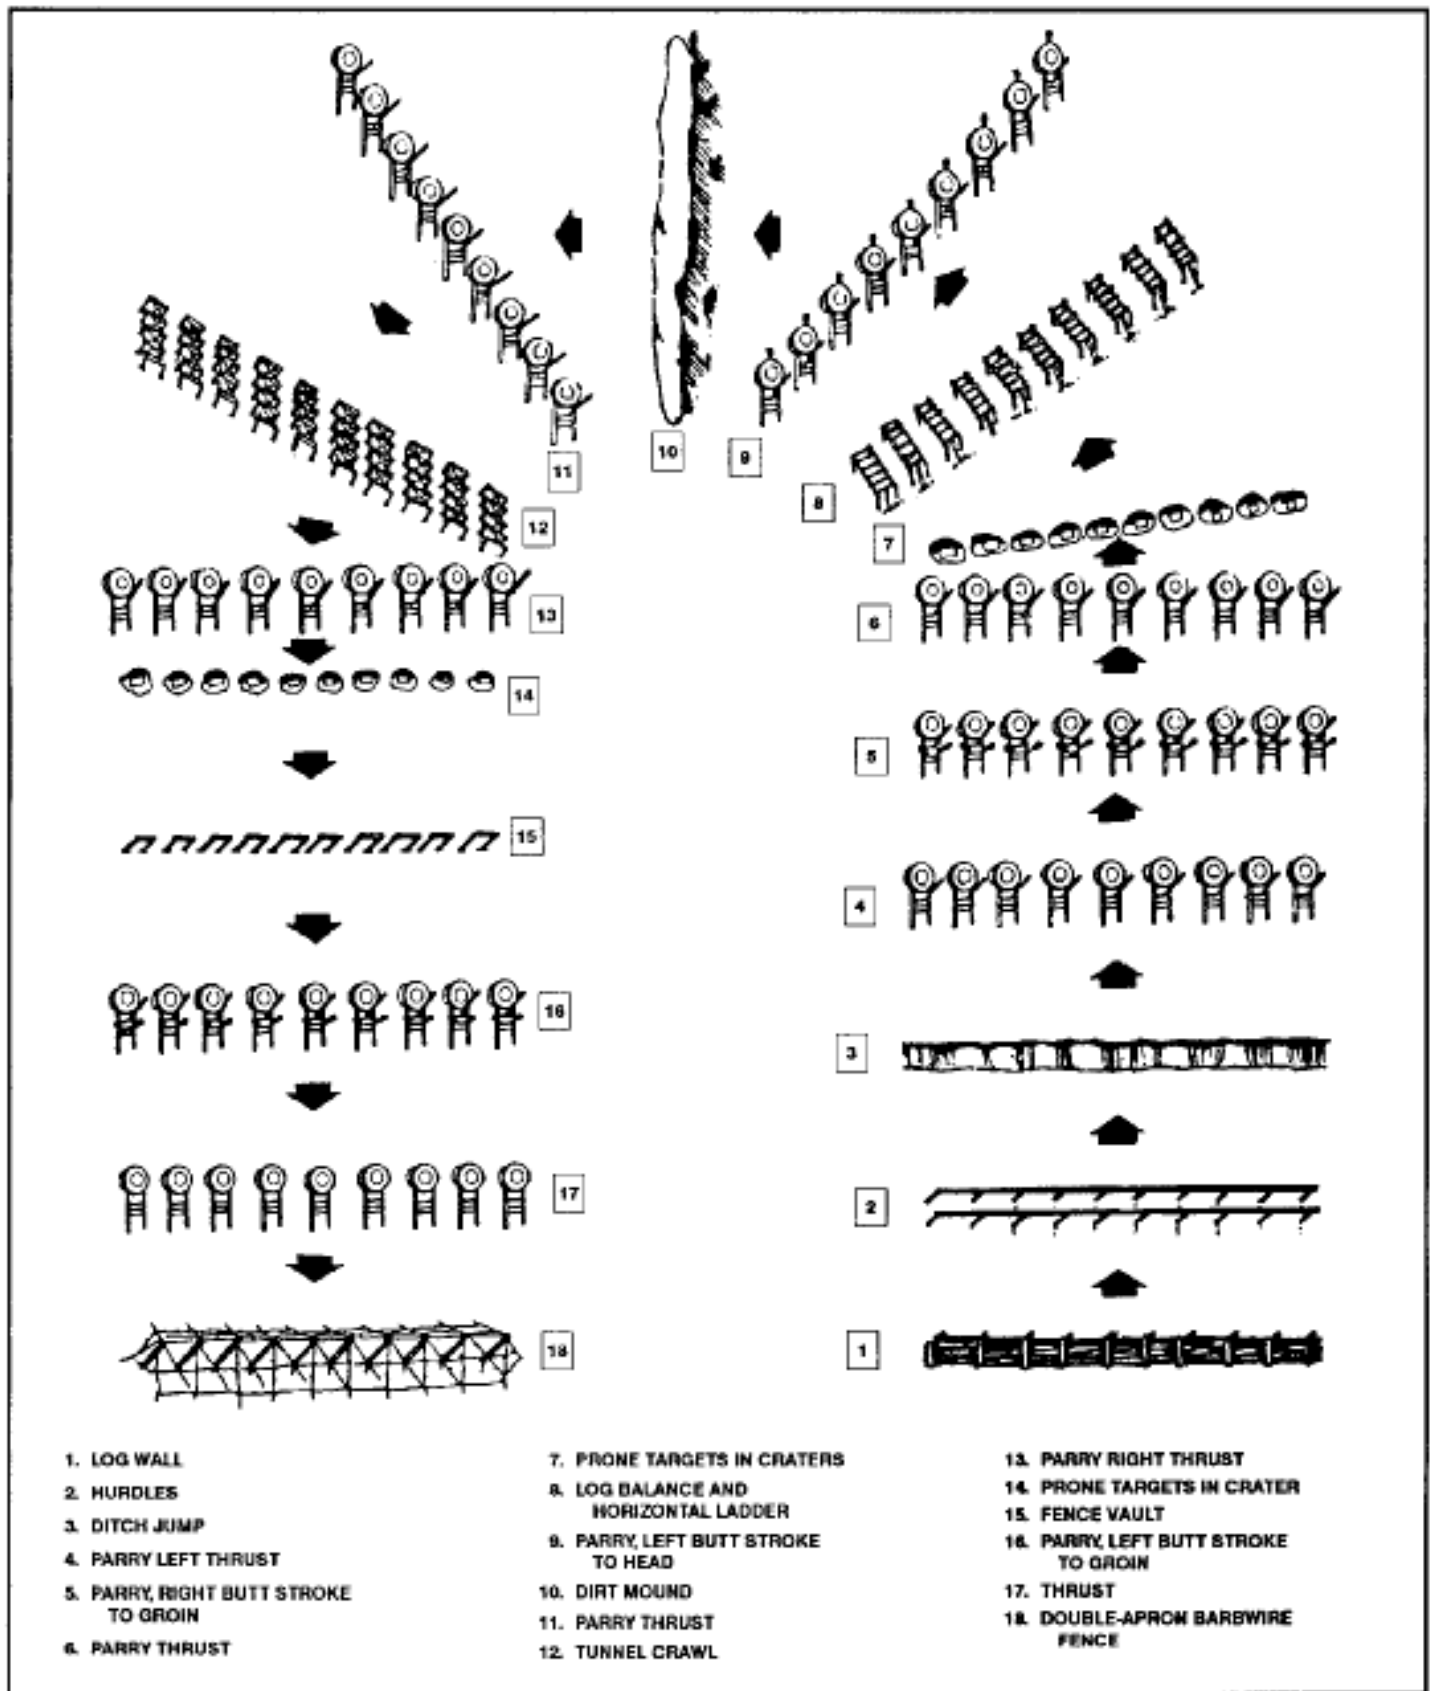 11
10
9
8
12
7
13
6
14
5
15
4
16
3
17
2
18
1
1. LOG WALL
2. HURDLES
3. DITCH JUMP
4. PARRY LEFT THRUST
5. PARRY, RIGHT BUTT STROKE
TO GROIN
6. PARRY THRUST
7. PRONE TARGETS IN CRATERS
8. LOG BALANCE AND
HORIZONTAL LADDER
9. PARRY, LEFT BUTT STROKE
TO HEAD
10. DIRT MOUND
11. PARRY THRUST
12. TUNNEL CRAWL
13. PARRY RIGHT THRUST
14. PRONE TARGETS IN CRATER
15. FENCE VAULT
16. PARRY, LEFT BUTT STROKE
TO GROIN
17. THRUST
18. DOUBLE-APRON BARBWIRE
FENCE